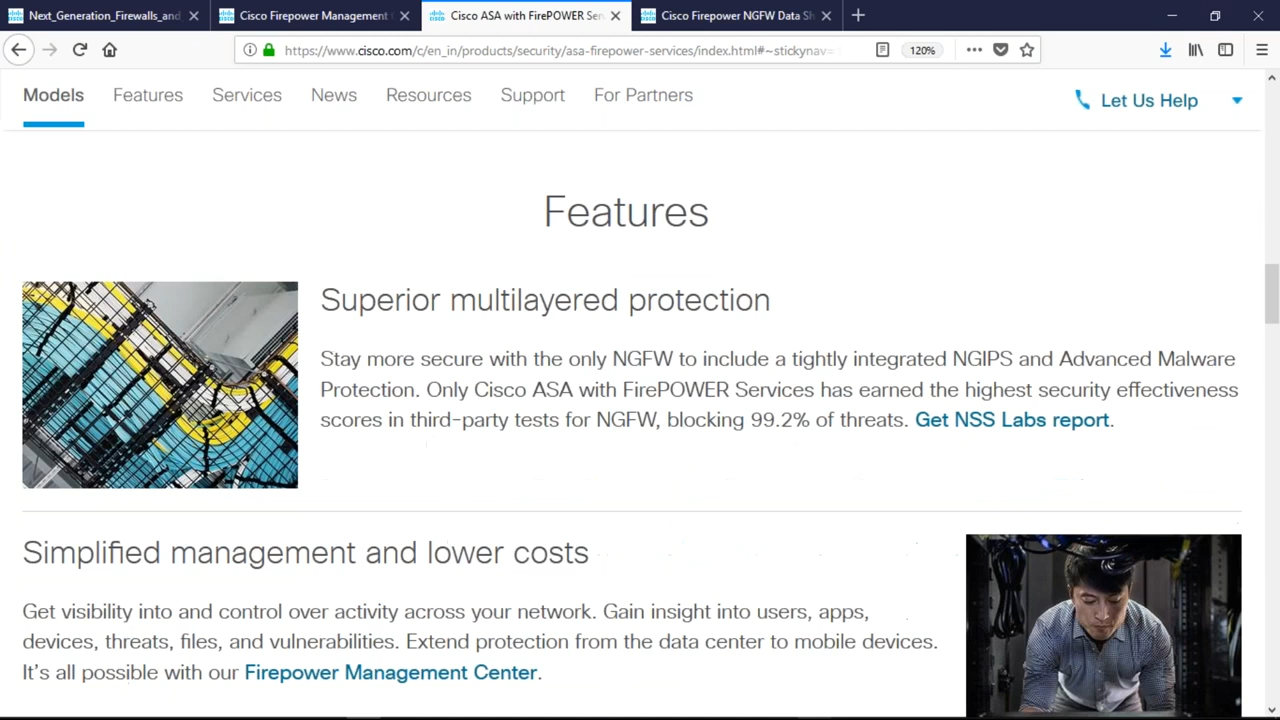 Next_Generation_Firewalls_and
Cisco Firepower Management
Cisco ASA with FirePOWER Ser
Cisco Firepower NGFW Data Sh
https://www.cisco.com/c/en_in/products/security/asa-firepower-services/index.html#~stickynav=
120%
Models
Features
Services
News
Resources
Support
For Partners
Let Us Help
Features
Superior multilayered protection
Stay more secure with the only NGFW to include a tightly integrated NGIPS and Advanced Malware
Protection. Only Cisco ASA with FirePOWER Services has earned the highest security effectiveness
scores in third-party tests for NGFW, blocking 99.2% of threats. Get NSS Labs report.
Simplified management and lower costs
Get visibility into and control over activity across your network. Gain insight into users, apps,
devices, threats, files, and vulnerabilities. Extend protection from the data center to mobile devices.
It's all possible with our Firepower Management Center.